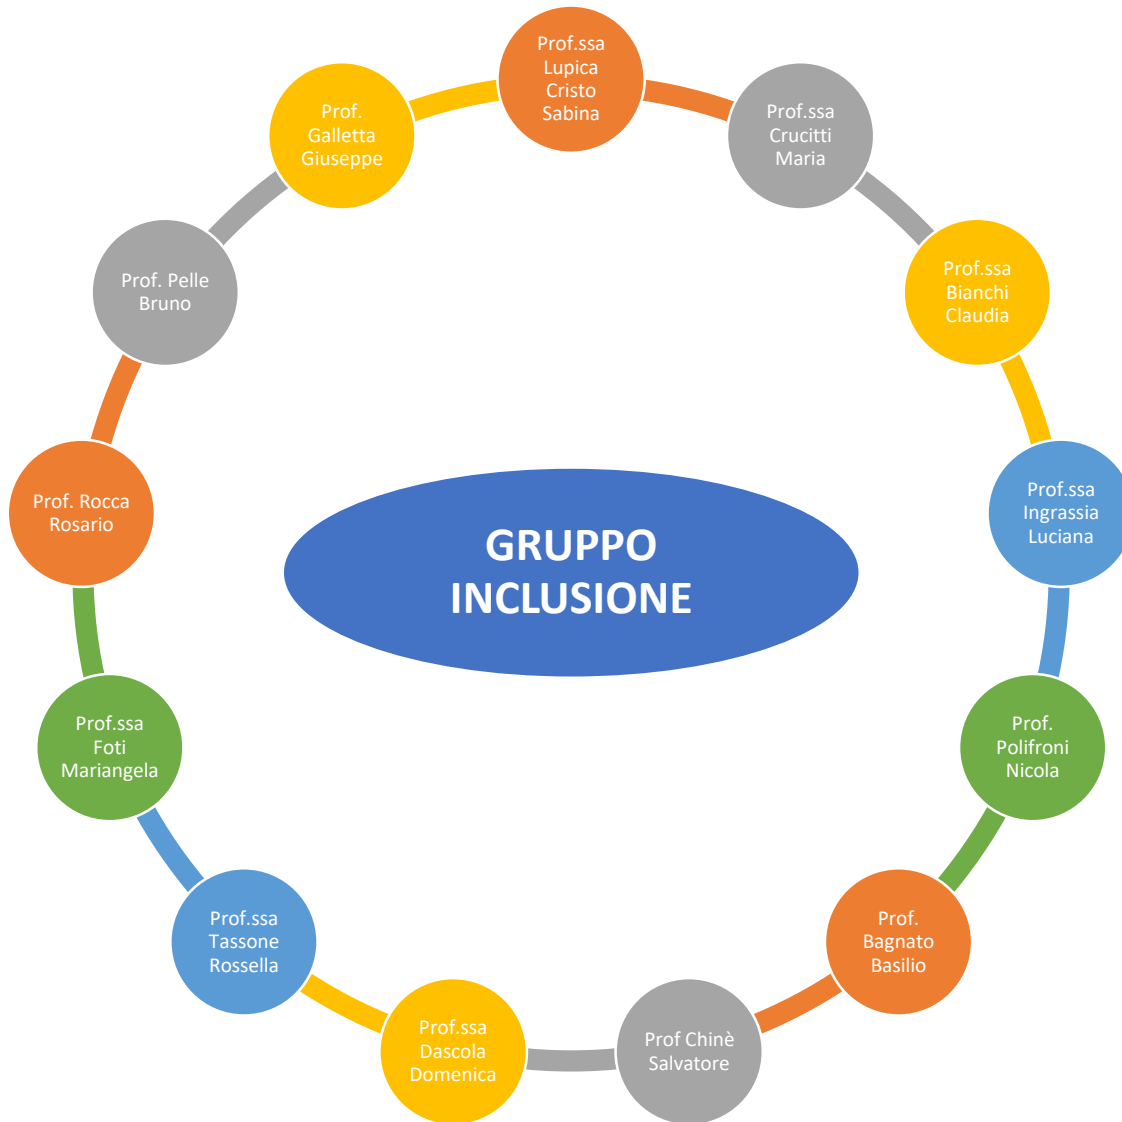 Prof.ssa
Lupica
Cristo
Sabina
Prof.ssa
Crucitti
Maria
Prof.ssa
Bianchi
Claudia
Prof.ssa
Ingrassia
Luciana
Prof.
Polifroni
Nicola
Prof.
Bagnato
Basilio
Prof Chinè
Salvatore
Prof.ssa
Dascola
Domenica
Prof.ssa
Tassone
Rossella
Prof.ssa
Foti
Mariangela
Prof. Rocca
Rosario
Prof. Pelle
Bruno
Prof.
Galletta
Giuseppe
GRUPPO
INCLUSIONE